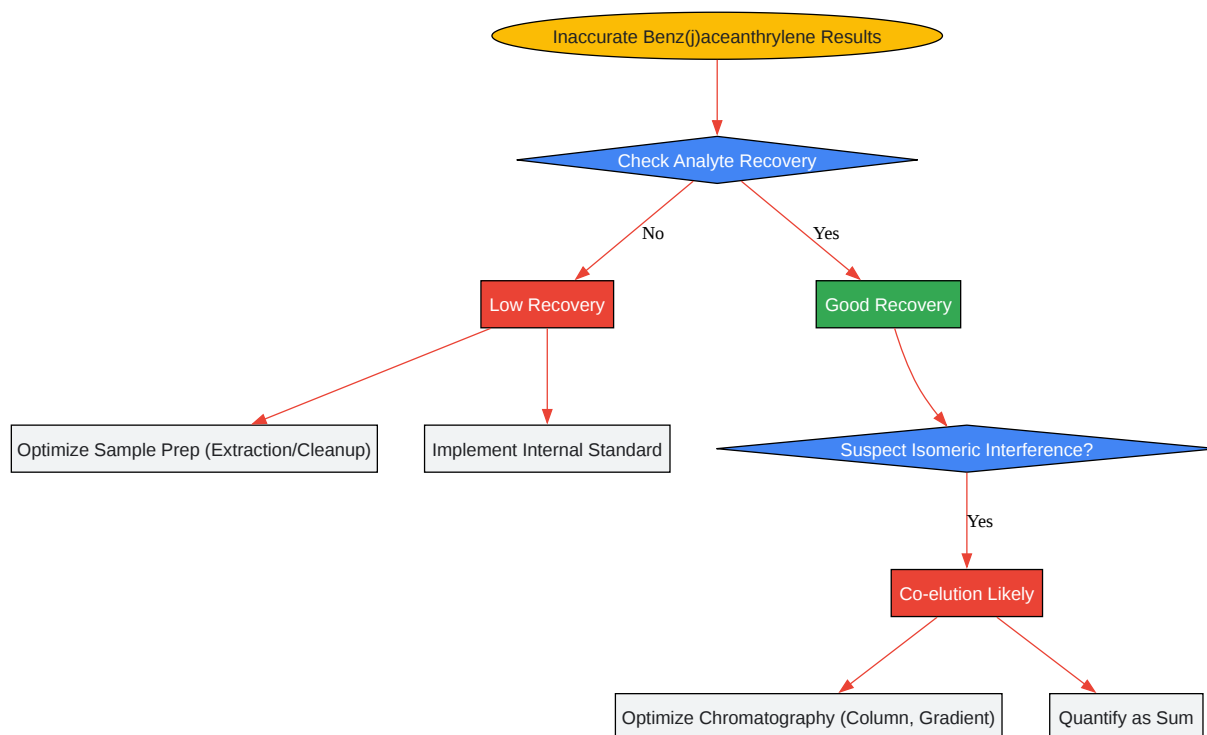 Inaccurate Benz(j)aceanthrylene Results
Check Analyte Recovery
No
Yes
Low Recovery
Good Recovery
Optimize Sample Prep (Extraction/Cleanup)
Implement Internal Standard
Suspect Isomeric Interference?
Yes
Co-elution Likely
Optimize Chromatography (Column, Gradient)
Quantify as Sum